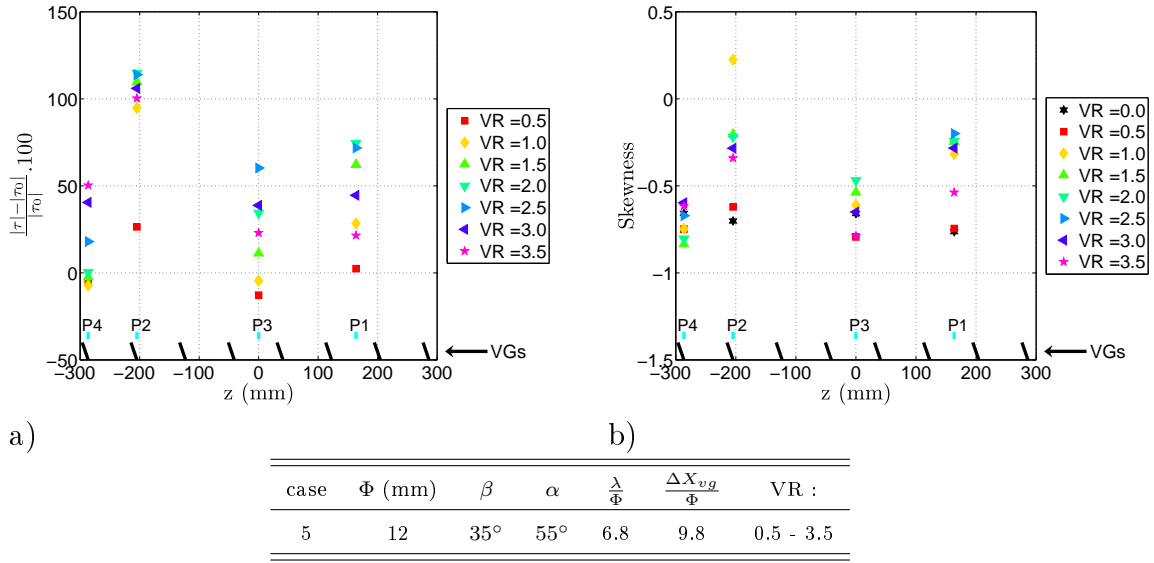 150
100
50
0
−50
−300 −200 −100 0 100 200 300
z (mm)
|τ|−|τ₀| / |τ₀| .100
P4 P2 P3 P1
VGs
VR =0.5
VR =1.0
VR =1.5
VR =2.0
VR =2.5
VR =3.0
VR =3.5
a)
0.5
0
−0.5
−1
−1.5
−300 −200 −100 0 100 200 300
z (mm)
Skewness
P4 P2 P3 P1
VGs
VR =0.0
VR =0.5
VR =1.0
VR =1.5
VR =2.0
VR =2.5
VR =3.0
VR =3.5
b)
case Φ (mm) β α λ/Φ ΔX_vg/Φ VR :
5 12 35° 55° 6.8 9.8 0.5 - 3.5